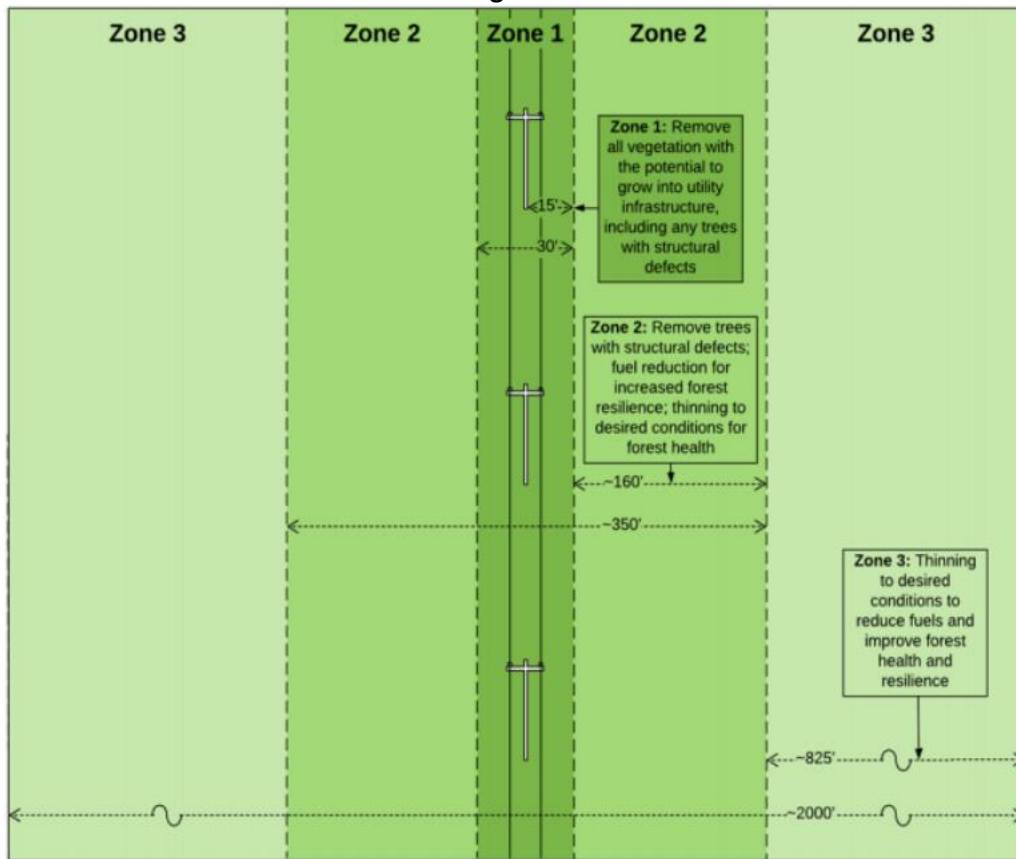 Zone 3
Zone 2
Zone 1
Zone 2
Zone 3
Zone 1: Remove
all vegetation with
the potential to
grow into utility
infrastructure,
including any trees
with structural
defects
15'
30'
Zone 2: Remove trees
with structural defects;
fuel reduction for
increased forest
resilience; thinning to
desired conditions for
forest health
~160'
~350'
Zone 3: Thinning
to desired
conditions to
reduce fuels and
improve forest
health and
resilience
~825'
~2000'